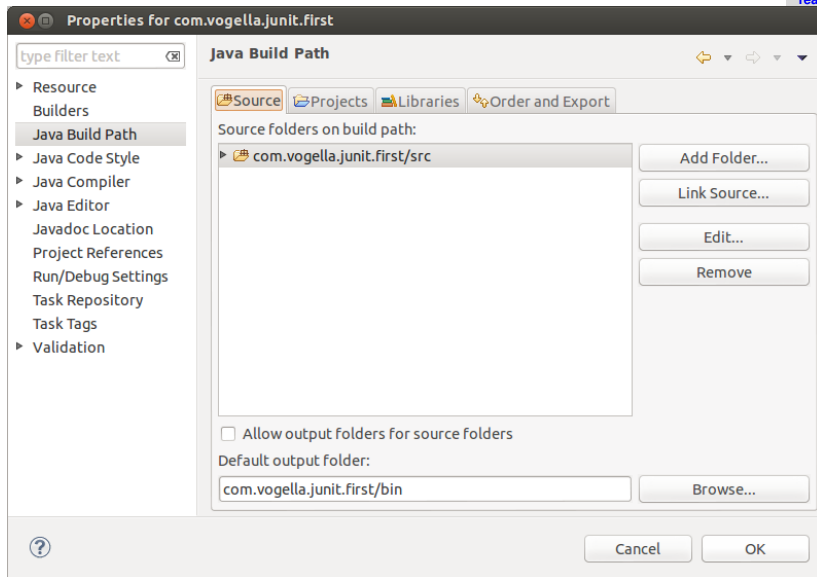 Properties for com.vogella.junit.first
type filter text
Resource
Builders
Java Build Path
Java Code Style
Java Compiler
Java Editor
Javadoc Location
Project References
Run/Debug Settings
Task Repository
Task Tags
Validation
Java Build Path
Source
Projects
Libraries
Order and Export
Source folders on build path:
com.vogella.junit.first/src
Add Folder...
Link Source...
Edit...
Remove
Allow output folders for source folders
Default output folder:
com.vogella.junit.first/bin
Browse...
Cancel
OK